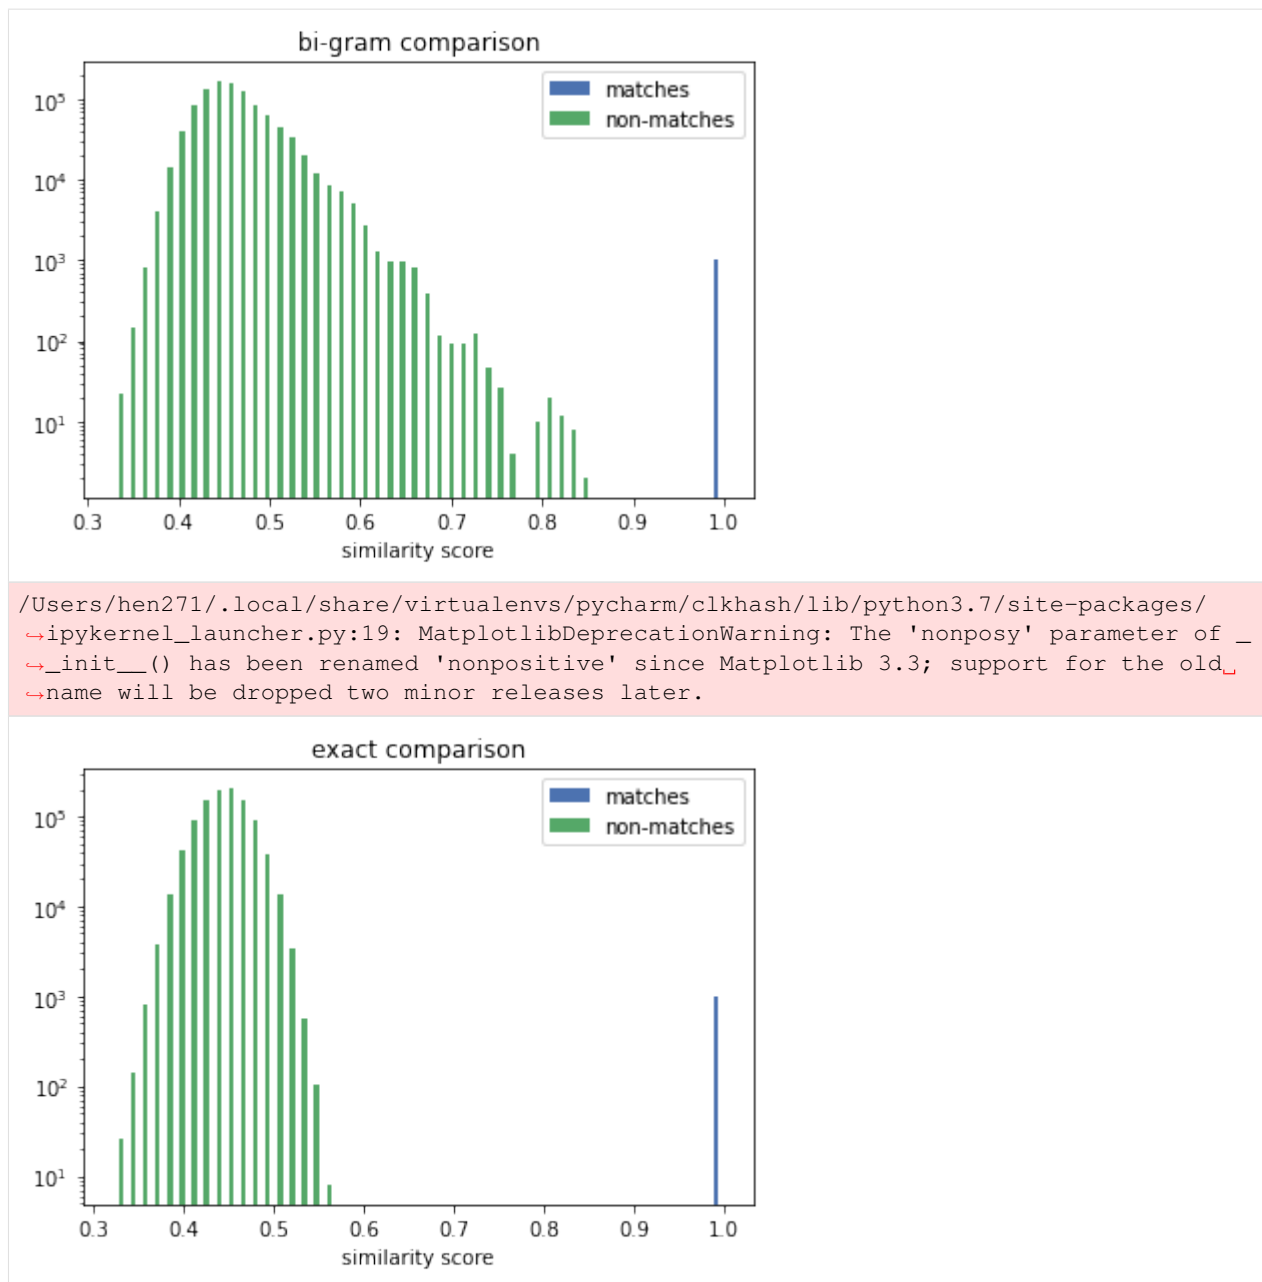 bi-gram comparison
matches
non-matches
10⁵
10⁴
10³
10²
10¹
0.3 0.4 0.5 0.6 0.7 0.8 0.9 1.0
similarity score
/Users/hen271/.local/share/virtualenvs/pycharm/clkhash/lib/python3.7/site-packages/
↪ipykernel_launcher.py:19: MatplotlibDeprecationWarning: The 'nonposy' parameter of _
↪_init__() has been renamed 'nonpositive' since Matplotlib 3.3; support for the old␣
↪name will be dropped two minor releases later.
exact comparison
matches
non-matches
10⁵
10⁴
10³
10²
10¹
0.3 0.4 0.5 0.6 0.7 0.8 0.9 1.0
similarity score